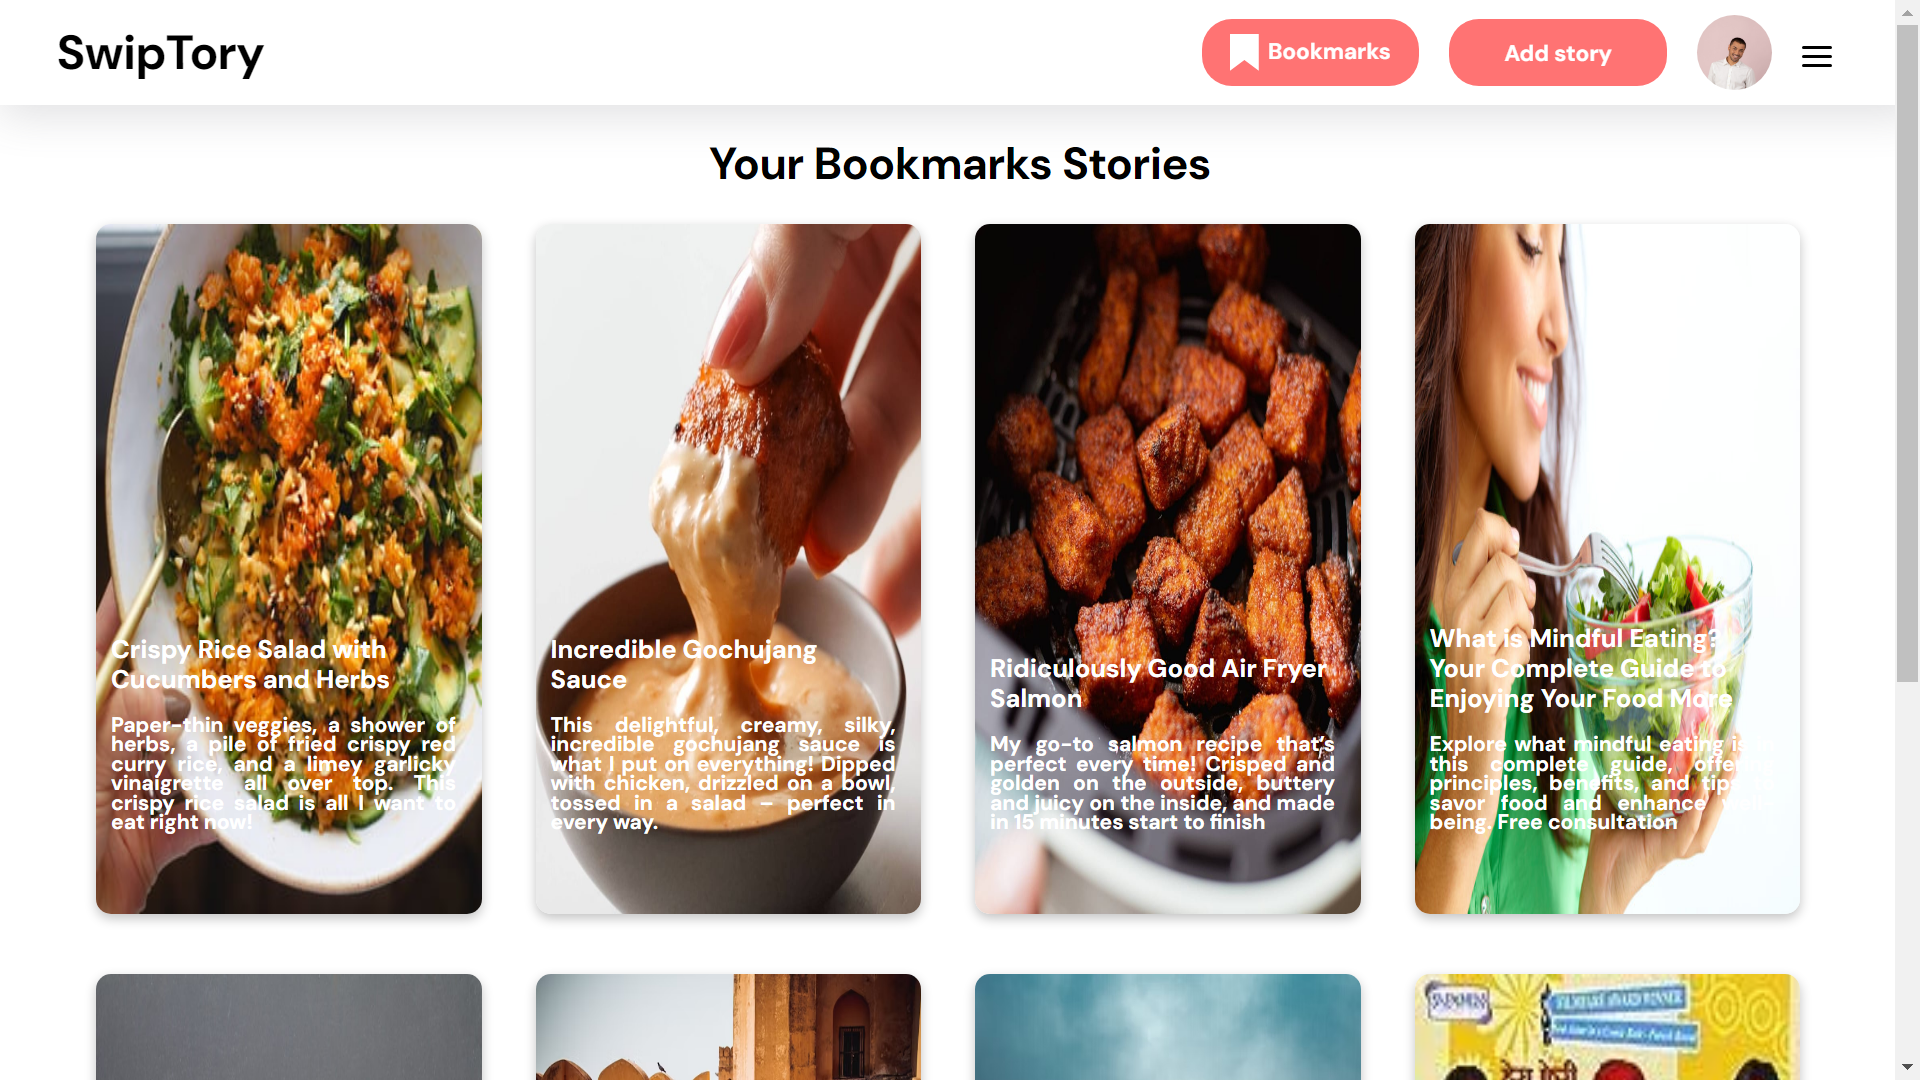 SwipTory
Bookmarks
Add story
Your Bookmarks Stories
Crispy Rice Salad with
Cucumbers and Herbs
Paper-thin veggies, a shower of
herbs, a pile of fried crispy red
curry rice, and a limey garlicky
vinaigrette all over top. This
crispy rice salad is all I want to
eat right now!
Incredible Gochujang
Sauce
This delightful, creamy, silky,
incredible gochujang sauce is
what I put on everything! Dipped
with chicken, drizzled on a bowl,
tossed in a salad – perfect in
every way.
Ridiculously Good Air Fryer
Salmon
My go-to salmon recipe that's
perfect every time! Crisped and
golden on the outside, buttery
and juicy on the inside, and made
in 15 minutes start to finish
What is Mindful Eating?
Your Complete Guide to
Enjoying Your Food More
Explore what mindful eating is
this complete guide,
principles, benefits, and
savor food and enhance
being. Free consultation